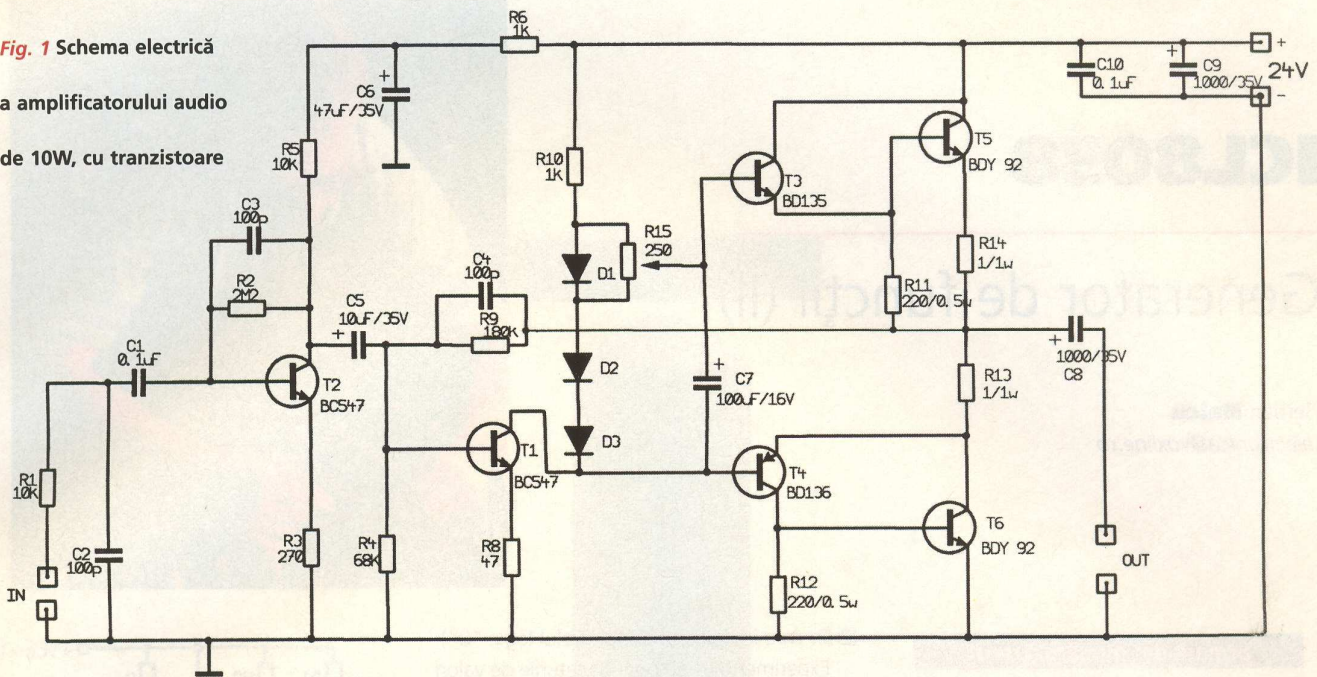 Fig. 1 Schema electrică
a amplificatorului audio
de 10W, cu tranzistoare
R6
1k
+
C6
47uF/35V
R5
10K
C3
100p
R2
2M2
C1
0.1uF
T2
BC547
R1
10K
C2
100p
IN
R3
270
C5
+
10uF/35V
R4
68K
C4
100p
R9
180k
T1
BC547
R8
47
R10
1K
D1
R15
250
D2
D3
T3
BD135
+
C7
100uF/16V
T4
BD136
R12
220/0.5w
R11
220/0.5w
T5
BDY 92
R14
1/1w
R13
1/1w
T6
BDY 92
+
1000/35V
C8
OUT
C10
0.1uF
+
C9
1000/35V
+
24V
-
Generator de funcţii (II)